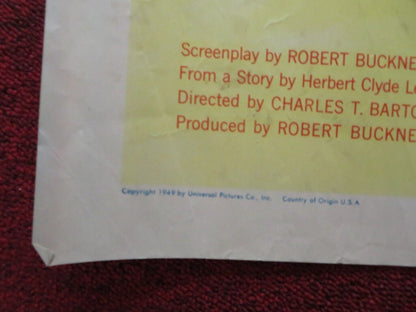 Screenplay by ROBERT BUCKNE
From a Story by Herbert Clyde Le
Directed by CHARLES T. BARTO
Produced by ROBERT BUCKNE
Copyright 1949 by Universal Pictures Co., Inc. Country of Origin U.S.A